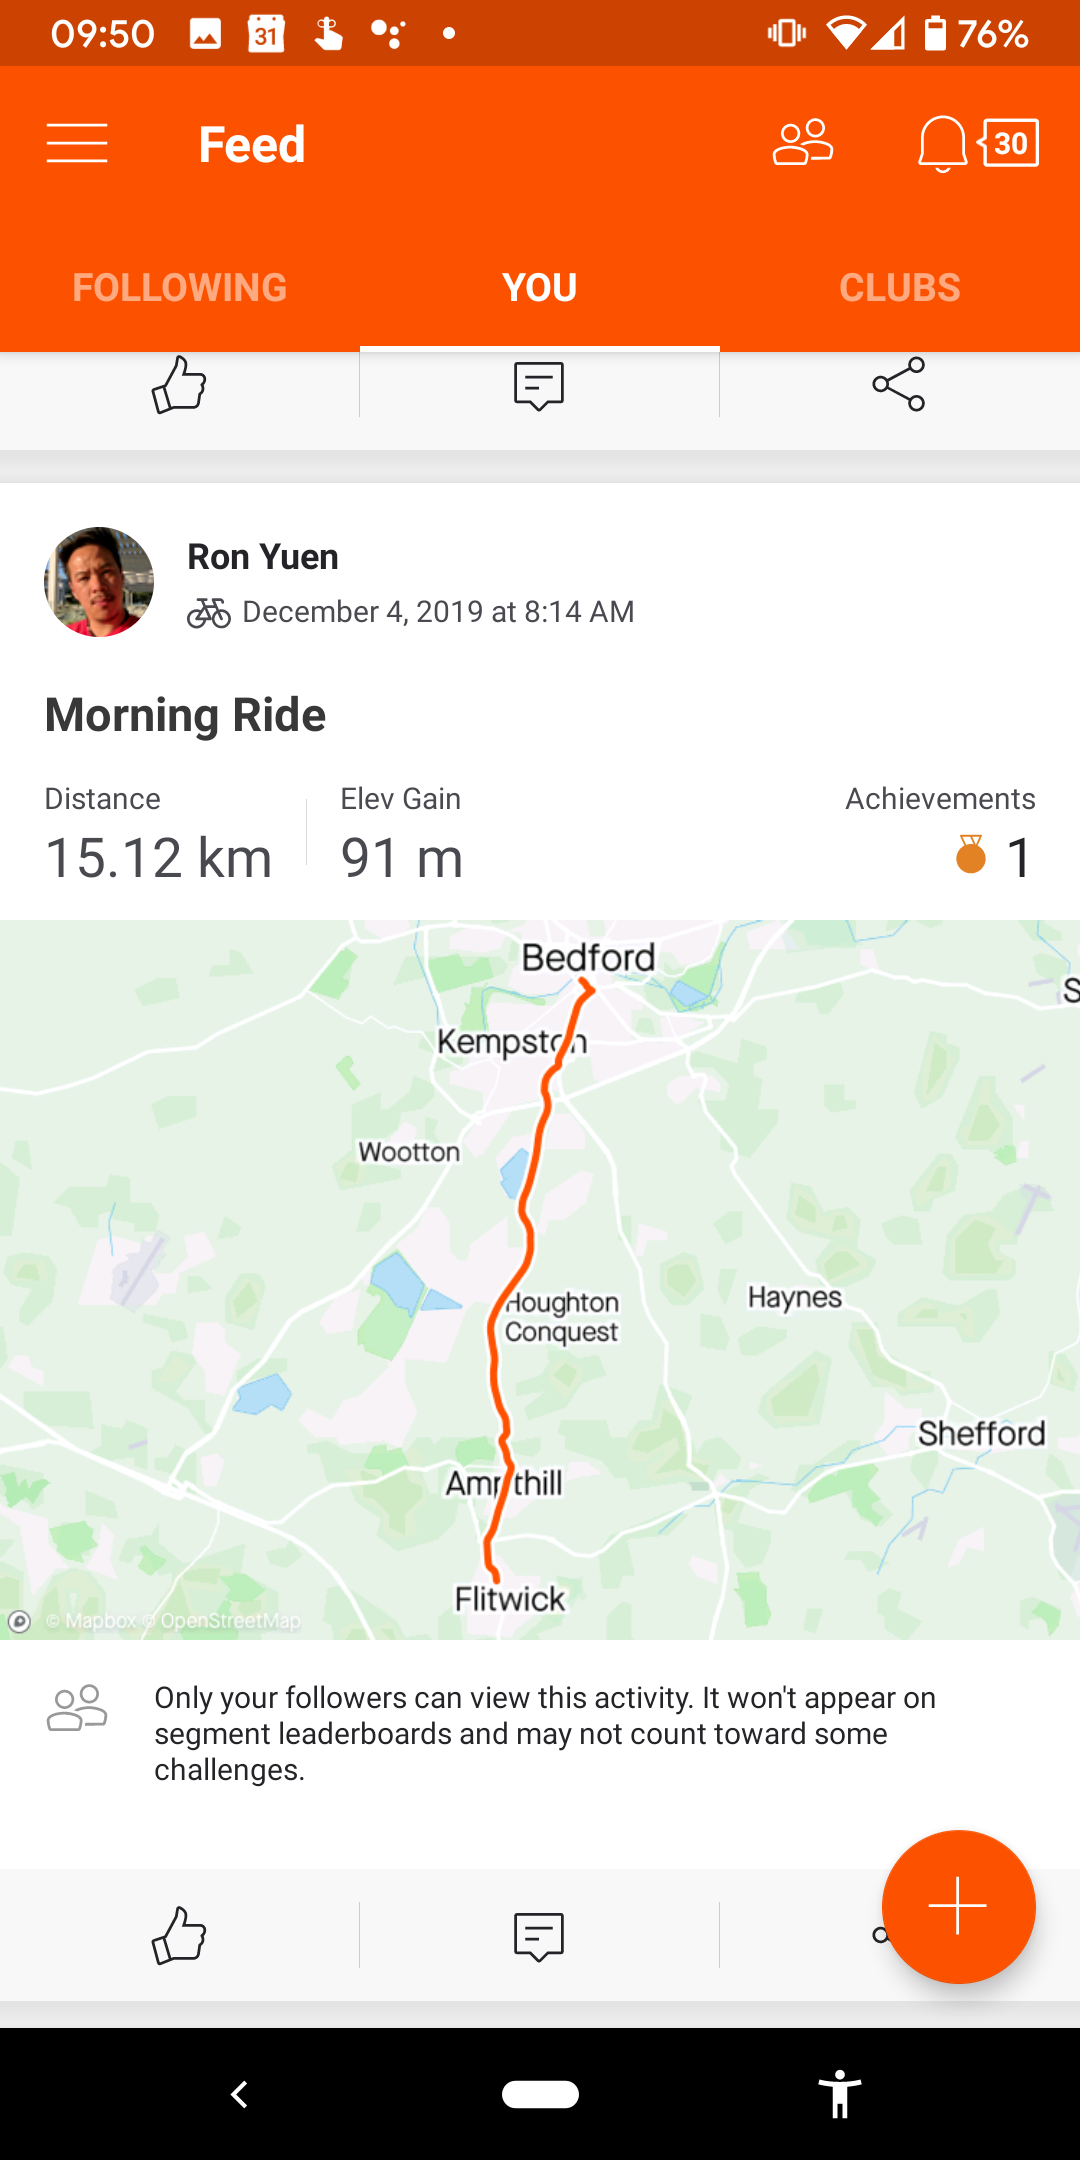 09:50
31
76%
Feed
30
FOLLOWING
YOU
CLUBS
Ron Yuen
December 4, 2019 at 8:14 AM
Morning Ride
Distance
Elev Gain
Achievements
15.12 km
91 m
1
Bedford
S
Kempston
Wootton
Houghton
Conquest
Haynes
Shefford
Ampthill
Flitwick
© Mapbox © OpenStreetMap
Only your followers can view this activity. It won't appear on
segment leaderboards and may not count toward some
challenges.